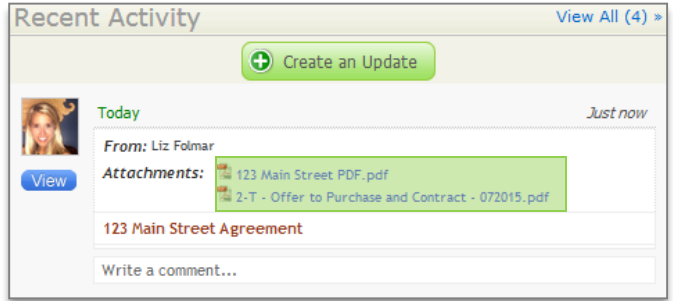 Recent Activity
View All (4) »
Create an Update
Today
Just now
From: Liz Folmar
Attachments: 123 Main Street PDF.pdf
2-T - Offer to Purchase and Contract - 072015.pdf
View
123 Main Street Agreement
Write a comment...